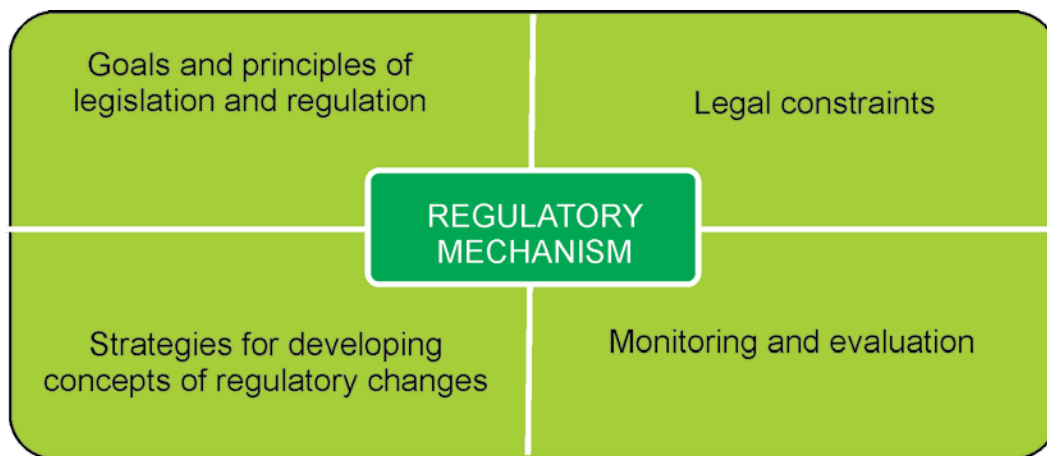 Goals and principles of
legislation and regulation
Legal constraints
REGULATORY
MECHANISM
Strategies for developing
concepts of regulatory changes
Monitoring and evaluation